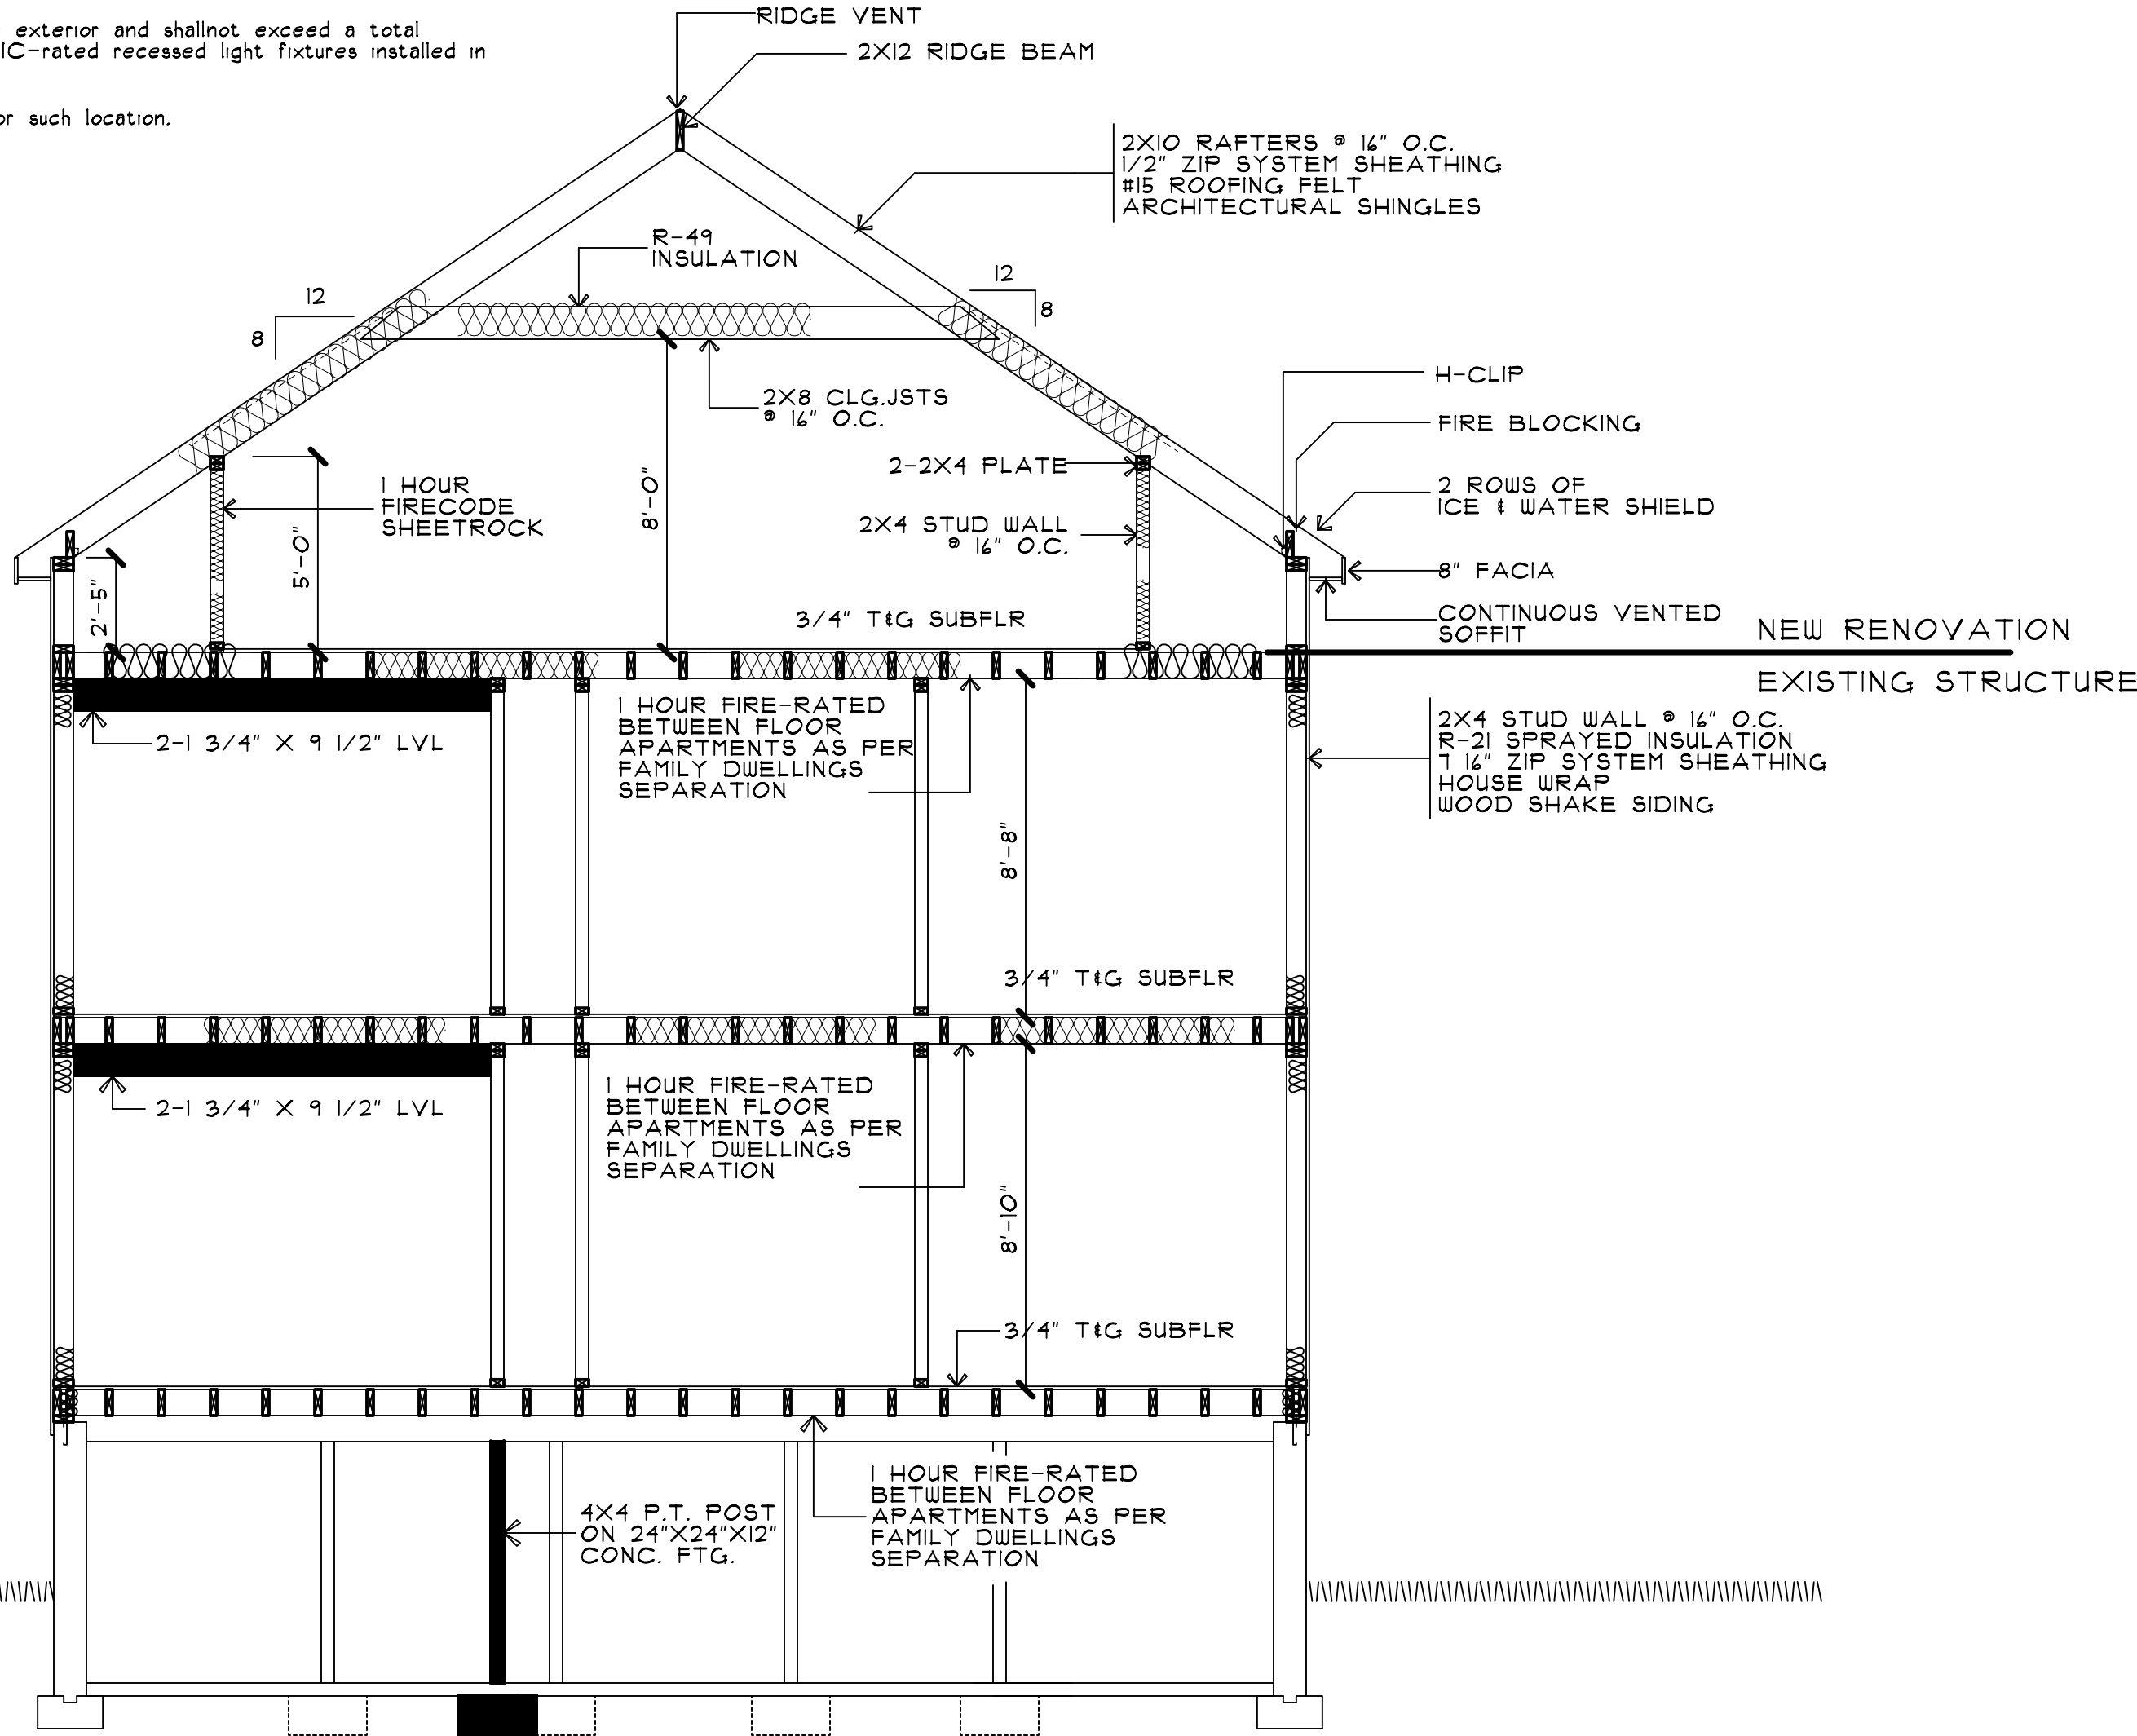 exterior and shallnot exceed a total
IC-rated recessed light fixtures installed in
or such location.
RIDGE VENT
2X12 RIDGE BEAM
2X10 RAFTERS @ 16" O.C.
1/2" ZIP SYSTEM SHEATHING
#15 ROOFING FELT
ARCHITECTURAL SHINGLES
R-49
INSULATION
12
8
12
8
2X8 CLG.JSTS
@ 16" O.C.
H-CLIP
FIRE BLOCKING
2 ROWS OF
ICE & WATER SHIELD
8" FACIA
CONTINUOUS VENTED
SOFFIT
1 HOUR
FIRECODE
SHEETROCK
2-2X4 PLATE
2X4 STUD WALL
@ 16" O.C.
8'-0"
5'-0"
2'-5"
3/4" T&G SUBFLR
NEW RENOVATION
EXISTING STRUCTURE
2-1 3/4" X 9 1/2" LVL
1 HOUR FIRE-RATED
BETWEEN FLOOR
APARTMENTS AS PER
FAMILY DWELLINGS
SEPARATION
2X4 STUD WALL @ 16" O.C.
R-21 SPRAYED INSULATION
7 16" ZIP SYSTEM SHEATHING
HOUSE WRAP
WOOD SHAKE SIDING
8'-8"
3/4" T&G SUBFLR
2-1 3/4" X 9 1/2" LVL
1 HOUR FIRE-RATED
BETWEEN FLOOR
APARTMENTS AS PER
FAMILY DWELLINGS
SEPARATION
8'-10"
3/4" T&G SUBFLR
4X4 P.T. POST
ON 24"X24"X12"
CONC. FTG.
1 HOUR FIRE-RATED
BETWEEN FLOOR
APARTMENTS AS PER
FAMILY DWELLINGS
SEPARATION